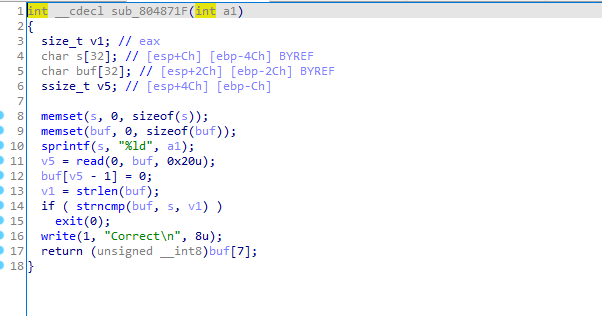 1 int __cdecl sub_804871F(int a1)
2 {
3 size_t v1; // eax
4 char s[32]; // [esp+Ch] [ebp-4Ch] BYREF
5 char buf[32]; // [esp+2Ch] [ebp-2Ch] BYREF
6 ssize_t v5; // [esp+4Ch] [ebp-Ch]
7
8 memset(s, 0, sizeof(s));
9 memset(buf, 0, sizeof(buf));
10 sprintf(s, "%ld", a1);
11 v5 = read(0, buf, 0x20u);
12 buf[v5 - 1] = 0;
13 v1 = strlen(buf);
14 if ( strncmp(buf, s, v1) )
15 exit(0);
16 write(1, "Correct\n", 8u);
17 return (unsigned __int8)buf[7];
18 }